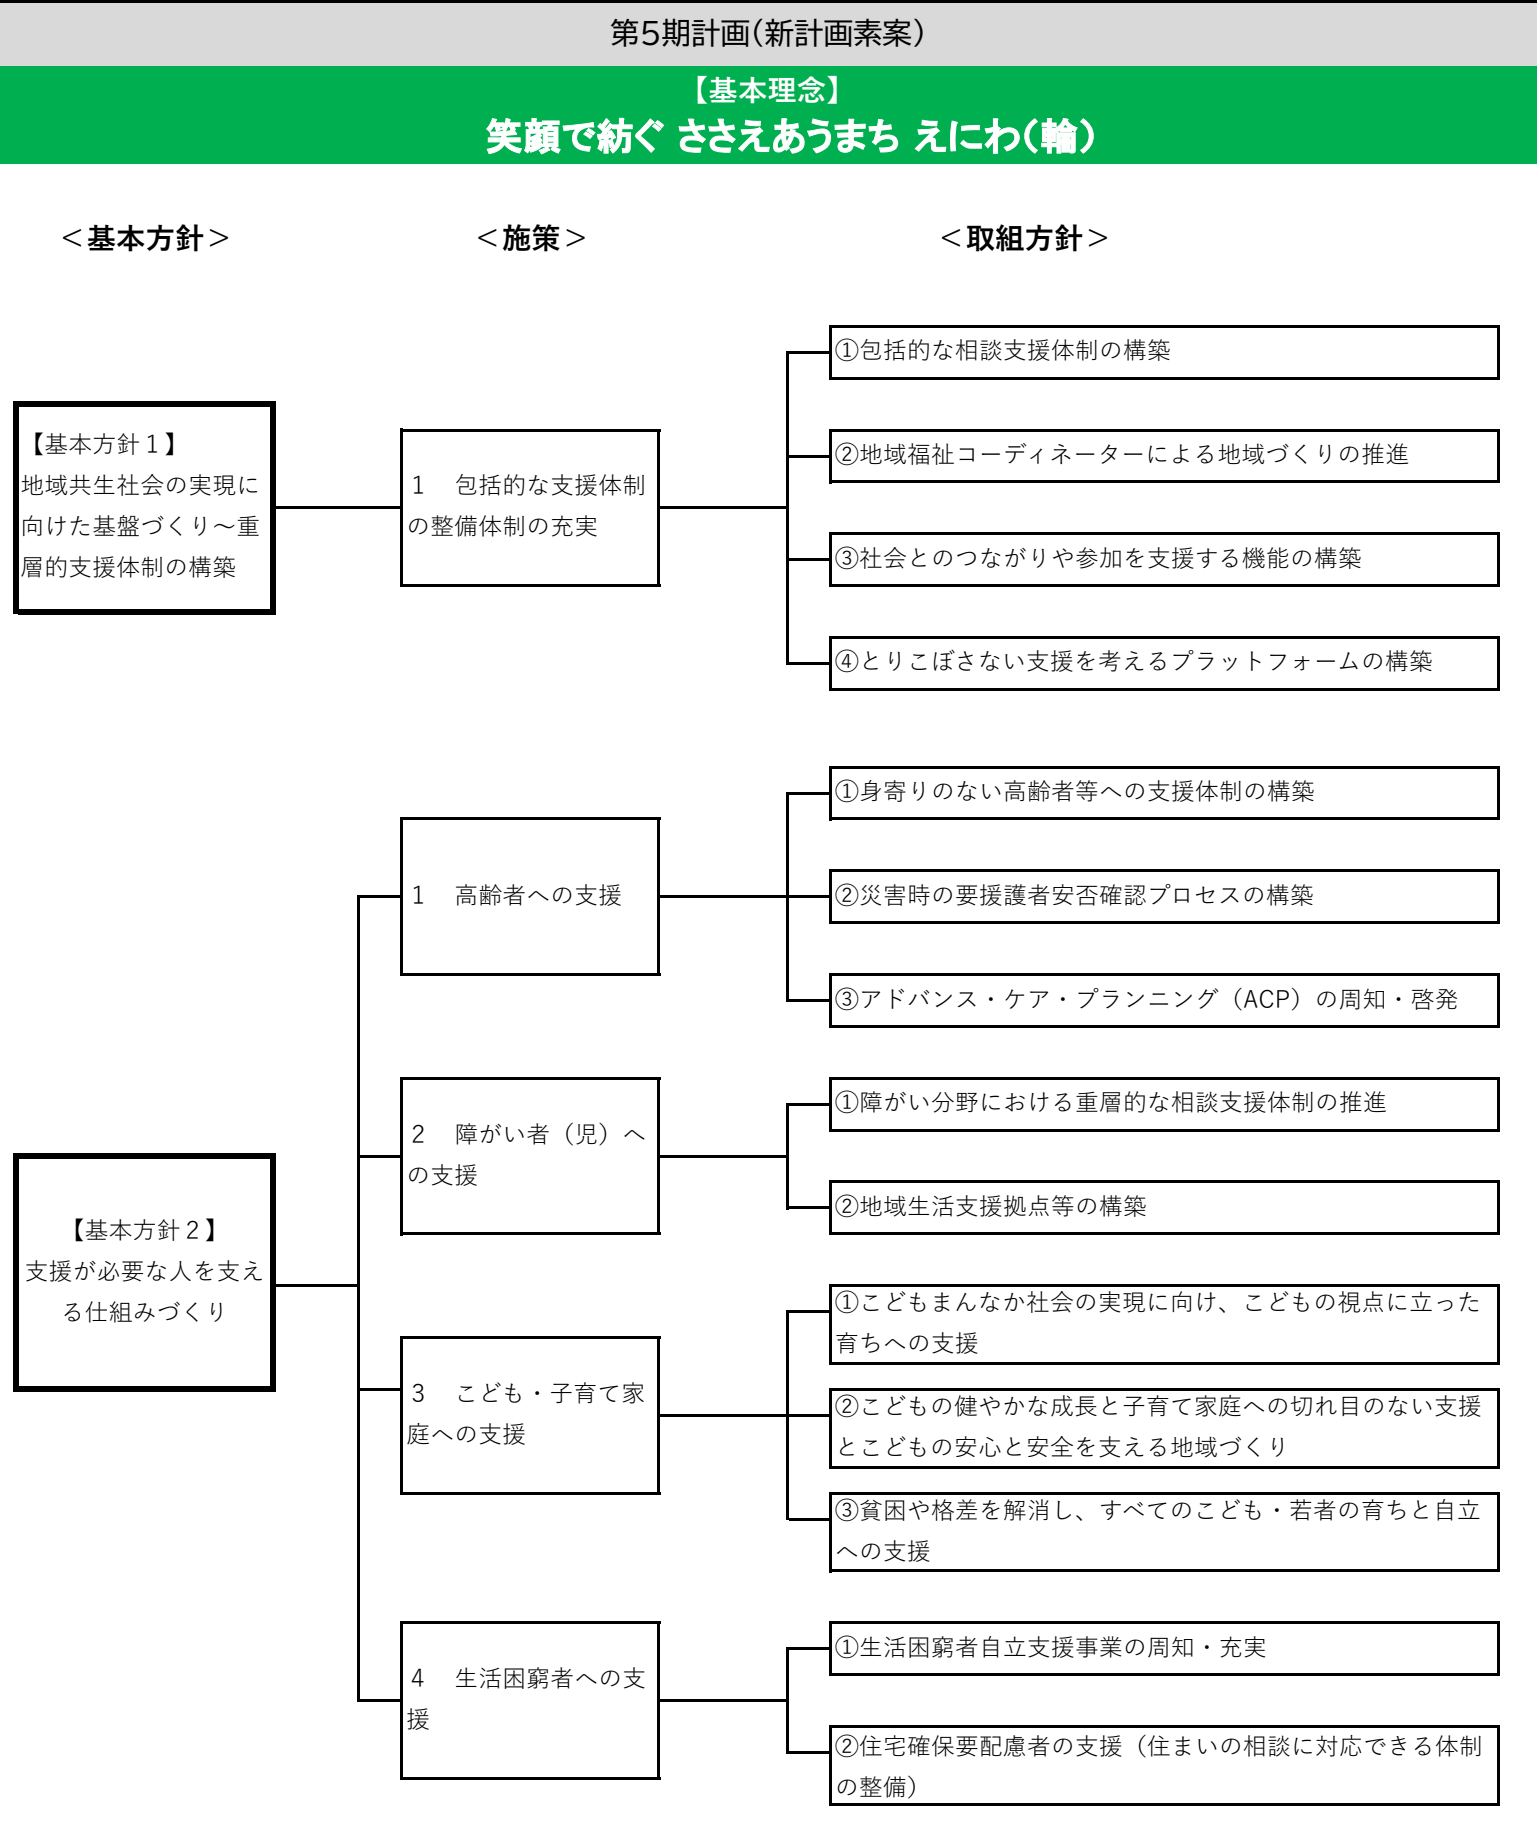 第5期計画(新計画素案)
【基本理念】
笑顔で紡ぐ ささえあうまち えにわ(輪)
＜基本方針＞
＜施策＞
＜取組方針＞
【基本方針１】
地域共生社会の実現に
向けた基盤づくり～重
層的支援体制の構築
１　包括的な支援体制
の整備体制の充実
①包括的な相談支援体制の構築
②地域福祉コーディネーターによる地域づくりの推進
③社会とのつながりや参加を支援する機能の構築
④とりこぼさない支援を考えるプラットフォームの構築
【基本方針２】
支援が必要な人を支え
る仕組みづくり
１　高齢者への支援
①身寄りのない高齢者等への支援体制の構築
②災害時の要援護者安否確認プロセスの構築
③アドバンス・ケア・プランニング（ACP）の周知・啓発
２　障がい者（児）へ
の支援
①障がい分野における重層的な相談支援体制の推進
②地域生活支援拠点等の構築
３　こども・子育て家
庭への支援
①こどもまんなか社会の実現に向け、こどもの視点に立った
育ちへの支援
②こどもの健やかな成長と子育て家庭への切れ目のない支援
とこどもの安心と安全を支える地域づくり
③貧困や格差を解消し、すべてのこども・若者の育ちと自立
への支援
４　生活困窮者への支
援
①生活困窮者自立支援事業の周知・充実
②住宅確保要配慮者の支援（住まいの相談に対応できる体制
の整備）